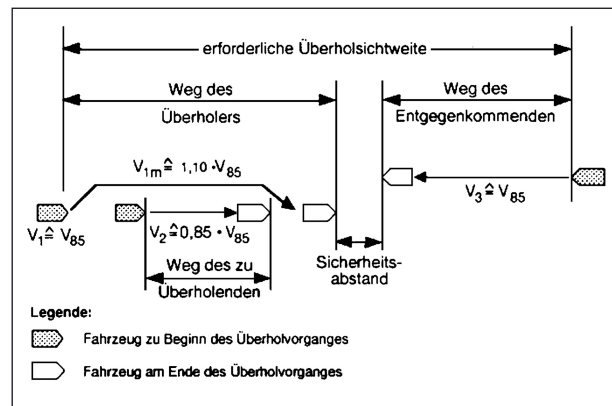 erforderliche Überholsichtweite
Weg des
Überholers
Weg des
Entgegenkommenden
V1m ≙ 1,10 · V85
V1 ≙ V85
V2 ≙ 0,85 · V85
V3 ≙ V85
Weg des zu
Überholenden
Sicherheits-
abstand
Legende:
Fahrzeug zu Beginn des Überholvorganges
Fahrzeug am Ende des Überholvorganges